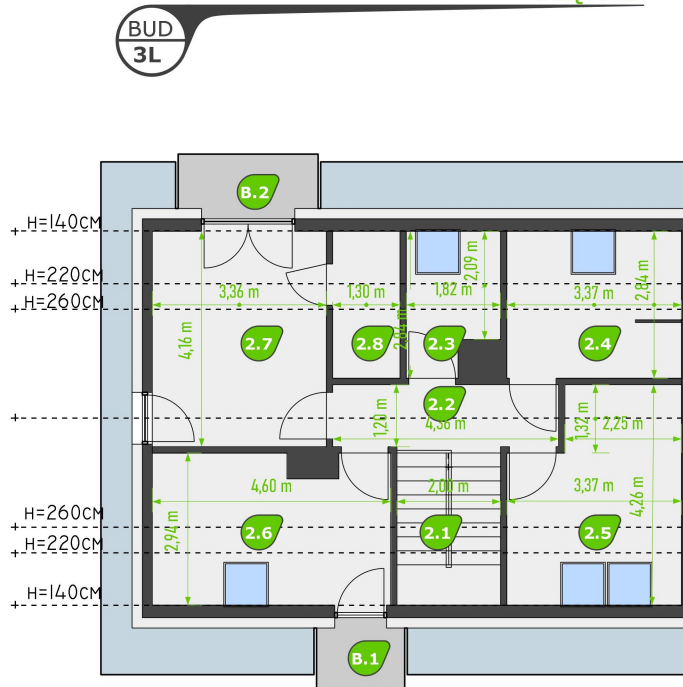 BUD
3L
B.2
H=140CM
H=220CM
3,36 m
1,30 m
1,82 m
2,09 m
3,37 m
2,84 m
H=260CM
4,16 m
2.7
2.8
2,84 m
2.3
2.4
2.2
1,20 m
4,36 m
1,32 m
2,25 m
4,60 m
2,00 m
3,37 m
4,26 m
H=260CM
2,94 m
2.6
2.1
2.5
H=220CM
H=140CM
B.1